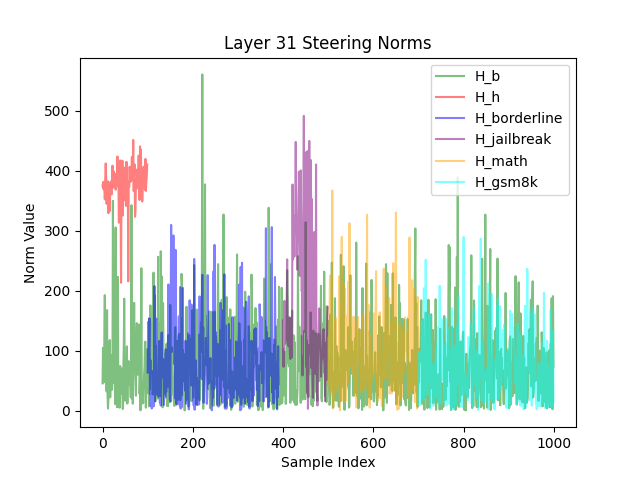 Layer 31 Steering Norms
H_b
H_h
H_borderline
H_jailbreak
H_math
H_gsm8k
500
400
300
200
100
0
Norm Value
0
200
400
600
800
1000
Sample Index